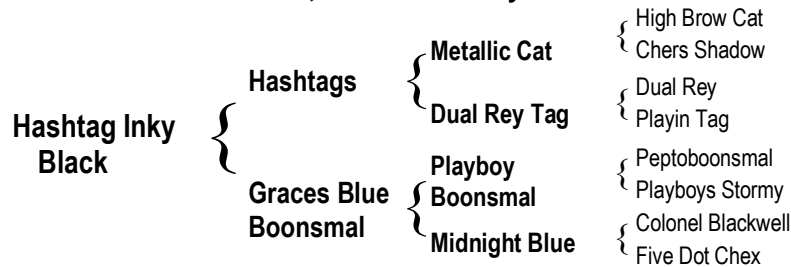 High Brow Cat
Metallic Cat
Chers Shadow
Hashtags
Dual Rey
Dual Rey Tag
Playin Tag
Hashtag Inky
Black
Peptoboonsmal
Playboy
Boonsmal
Playboys Stormy
Graces Blue
Boonsmal
Colonel Blackwell
Midnight Blue
Five Dot Chex